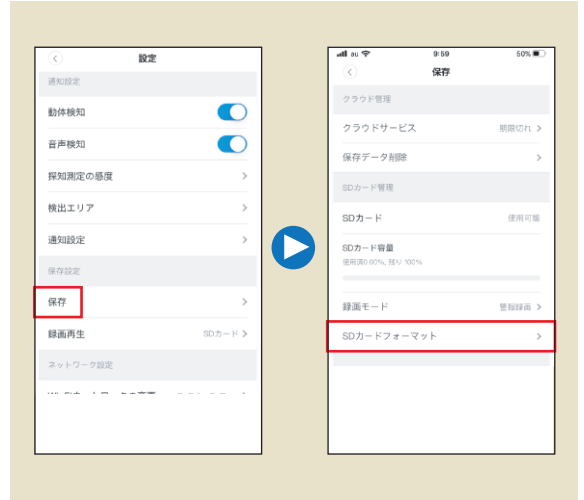 設定
通知設定
動体検知
音声検知
探知測定の感度
検出エリア
通知設定
保存設定
保存
録画再生 SDカード
ネットワーク設定
au 9:59 50%
保存
クラウド管理
クラウドサービス 期限切れ
保存データ削除
SDカード管理
SDカード 使用可能
SDカード容量
使用済0.00%, 残り 100%
録画モード 警報録画
SDカードフォーマット